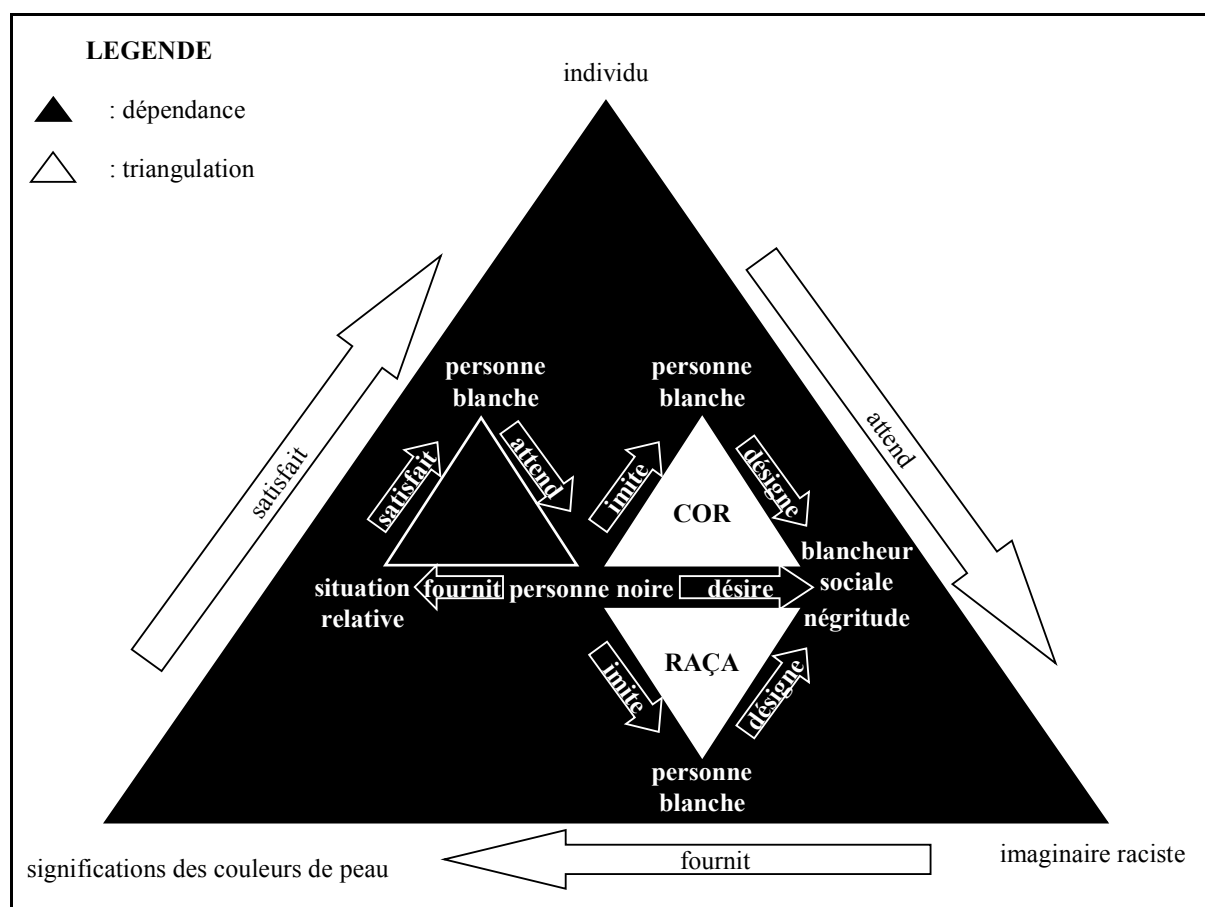 LEGENDE
: dépendance
: triangulation
individu
satisfait
attend
personne
blanche
personne
blanche
satisfait
attend
imite
désigne
COR
blancheur
sociale
situation
relative
fournit
personne noire
désire
négritude
RAÇA
imite
désigne
personne
blanche
significations des couleurs de peau
fournit
imaginaire raciste